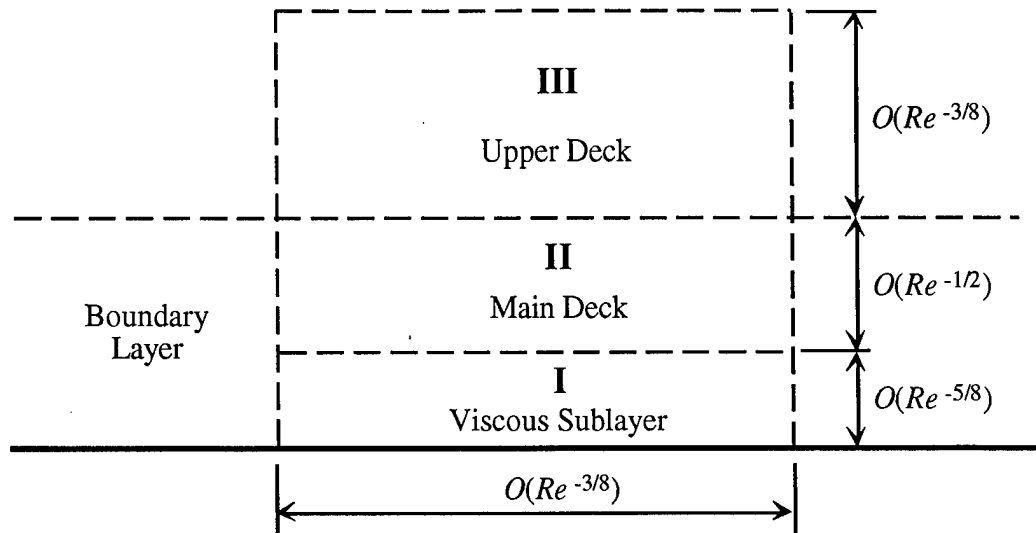 III
Upper Deck
O(Re -3/8)
II
Main Deck
O(Re -1/2)
Boundary
Layer
I
Viscous Sublayer
O(Re -5/8)
O(Re -3/8)